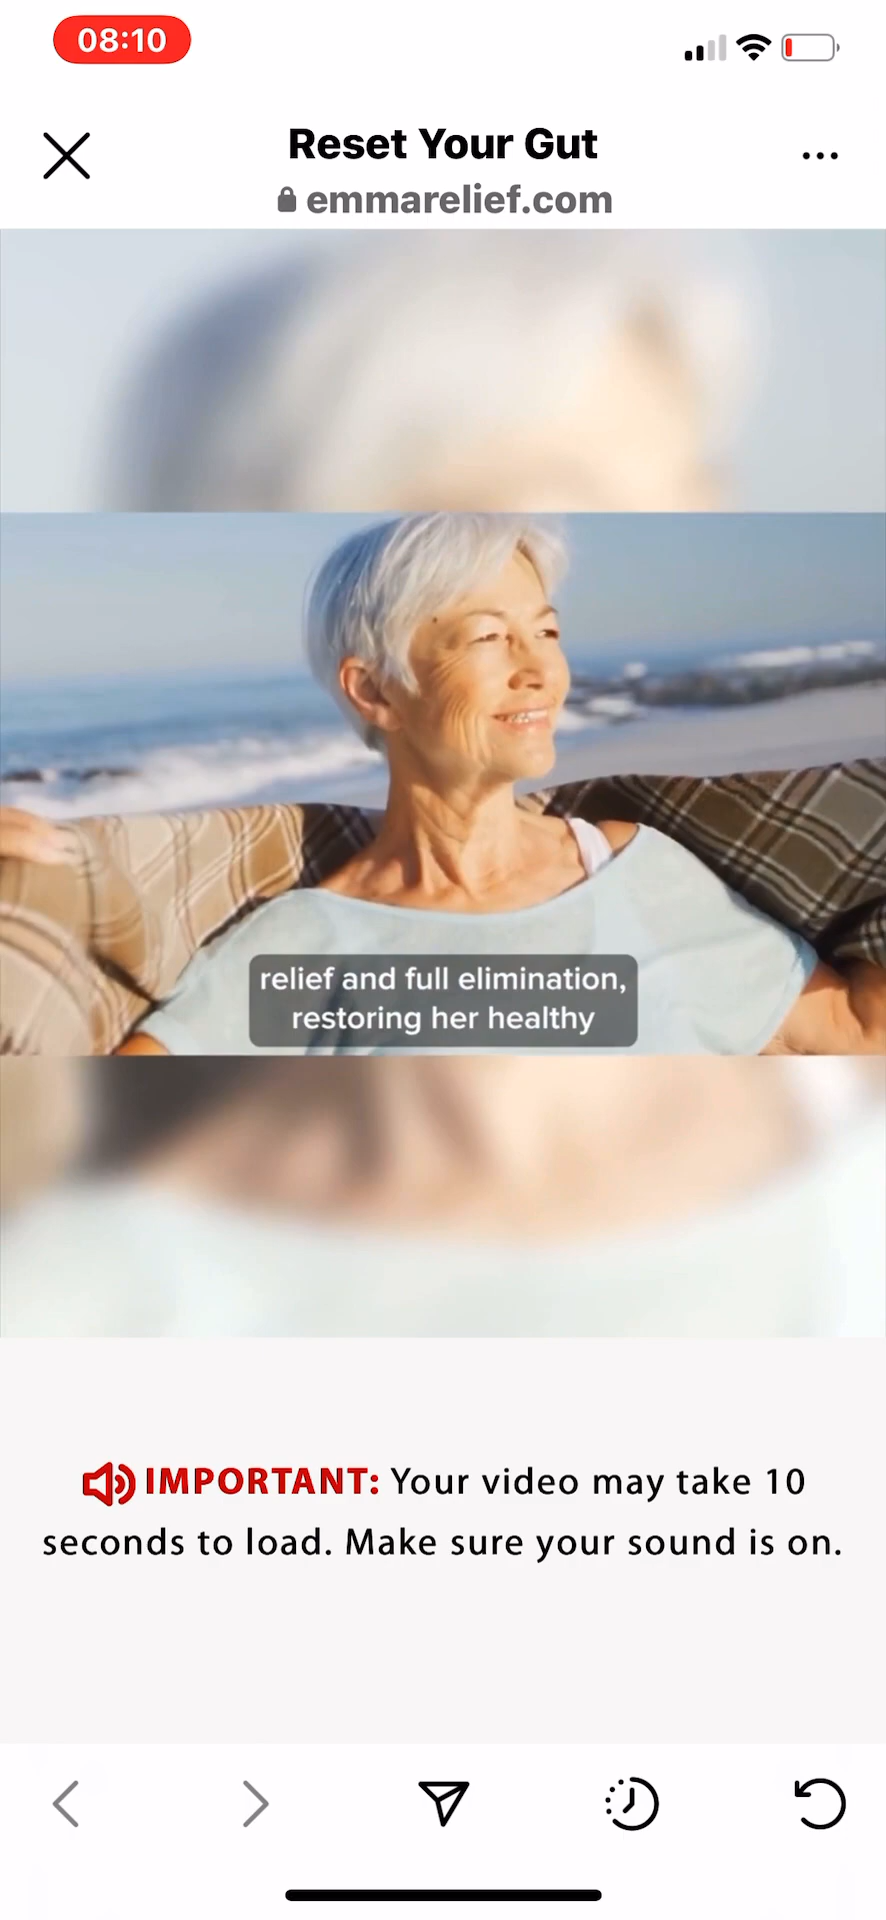 08:10
Reset Your Gut
emmarelief.com
relief and full elimination,
restoring her healthy
IMPORTANT: Your video may take 10
seconds to load. Make sure your sound is on.